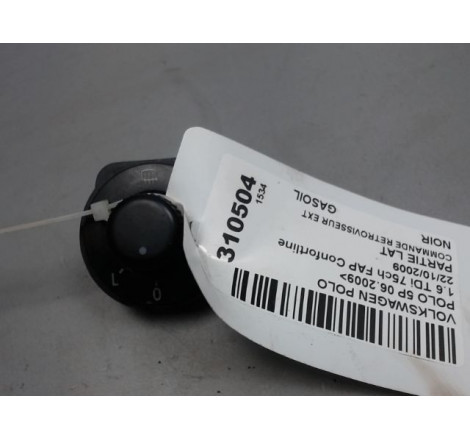 310504
1534
VOLKSWAGEN POLO
POLO 5P 06.2009>
1.6 TDi 75ch FAP Confortline
22/10/2009
PARTIE LAT
COMMANDE RETROVISSEUR EXT
NOIR
GASOIL
L
O